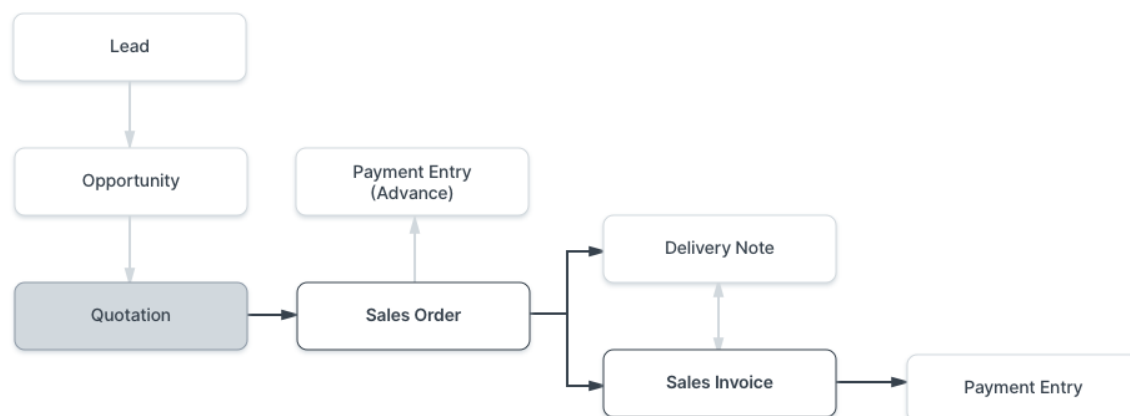 Lead
Opportunity
Payment Entry
(Advance)
Delivery Note
Quotation
Sales Order
Sales Invoice
Payment Entry